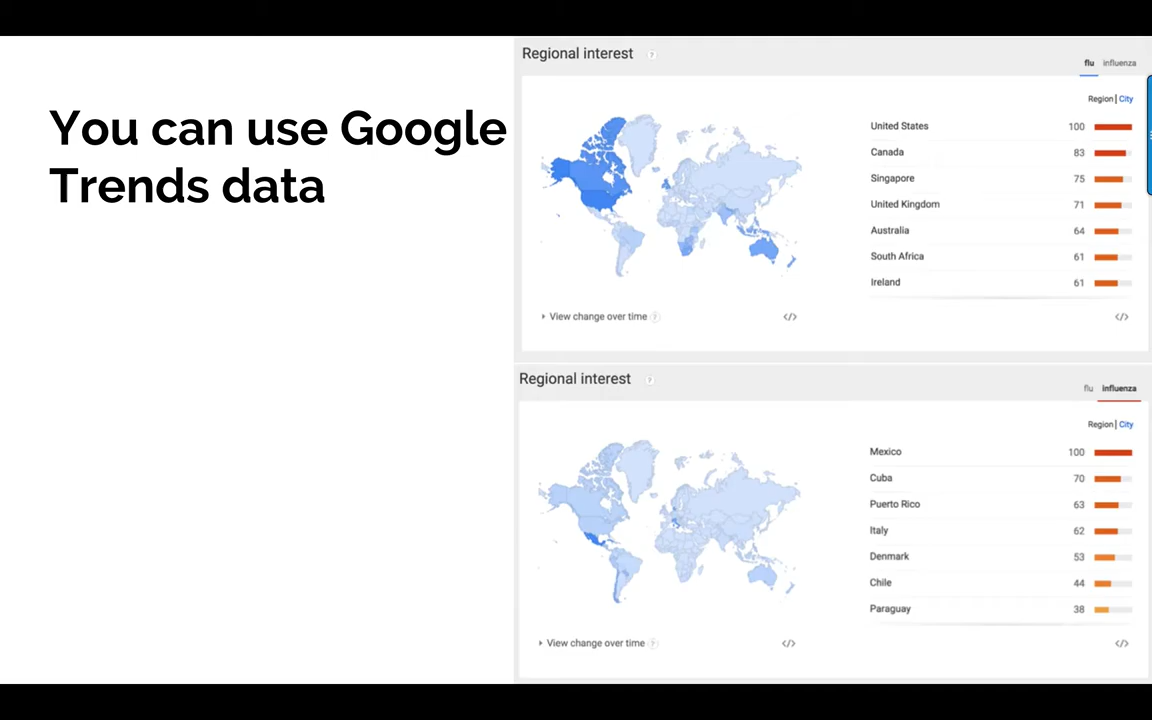 You can use Google
Trends data
Regional interest ?
flu influenza
Region | City
United States 100
Canada 83
Singapore 75
United Kingdom 71
Australia 64
South Africa 61
Ireland 61
View change over time ? </> </>
Regional interest ?
flu influenza
Region | City
Mexico 100
Cuba 70
Puerto Rico 63
Italy 62
Denmark 53
Chile 44
Paraguay 38
View change over time ? </> </>